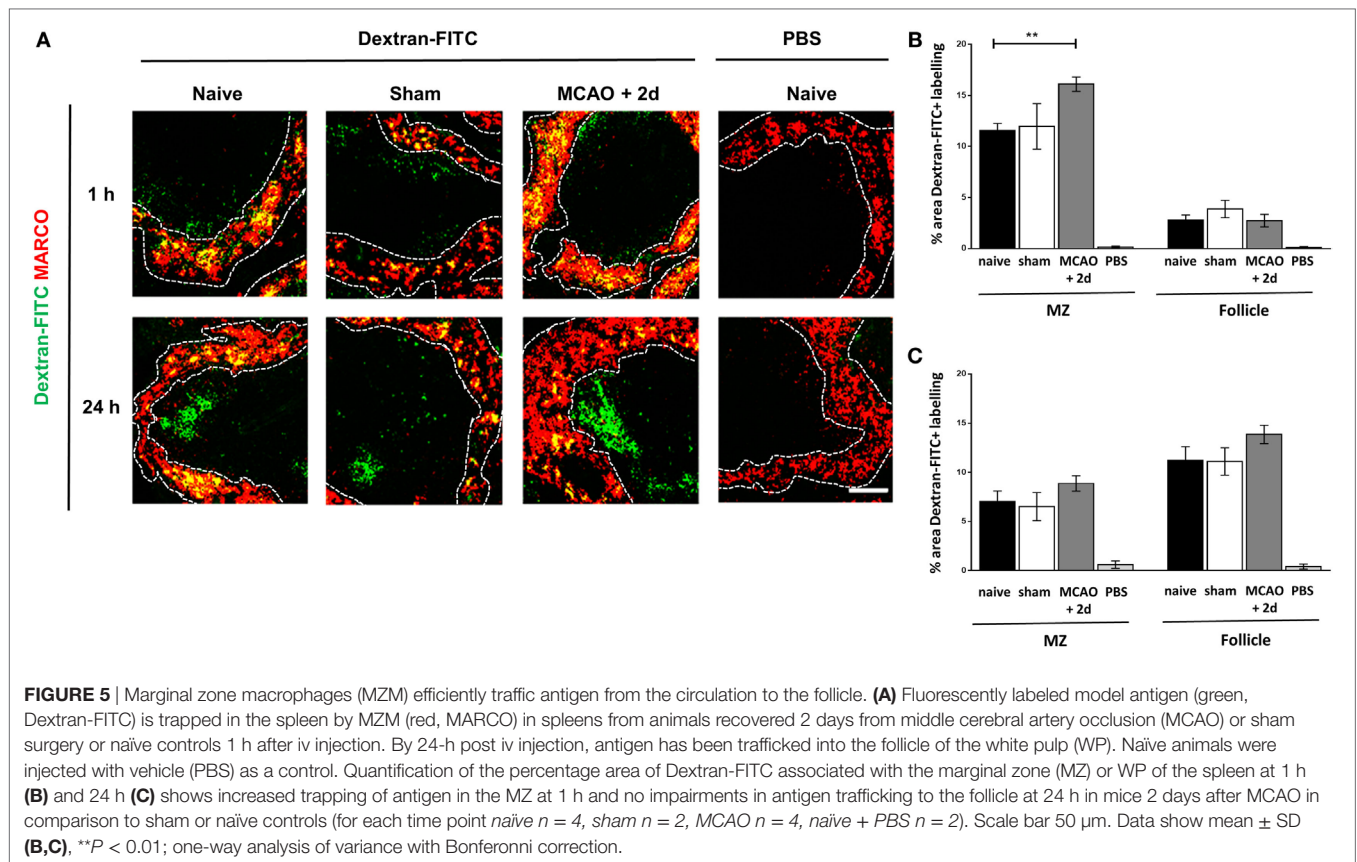 A
Dextran-FITC
PBS
Naive
Sham
MCAO + 2d
Naive
Dextran-FITC MARCO
1 h
24 h
B
**
% area Dextran-FITC+ labelling
20
15
10
5
0
naive sham MCAO + 2d PBS
naive sham MCAO + 2d PBS
MZ
Follicle
C
% area Dextran-FITC+ labelling
20
15
10
5
0
naive sham MCAO + 2d PBS
naive sham MCAO + 2d PBS
MZ
Follicle
FIGURE 5 | Marginal zone macrophages (MZM) efficiently traffic antigen from the circulation to the follicle. (A) Fluorescently labeled model antigen (green,
Dextran-FITC) is trapped in the spleen by MZM (red, MARCO) in spleens from animals recovered 2 days from middle cerebral artery occlusion (MCAO) or sham
surgery or naïve controls 1 h after iv injection. By 24-h post iv injection, antigen has been trafficked into the follicle of the white pulp (WP). Naïve animals were
injected with vehicle (PBS) as a control. Quantification of the percentage area of Dextran-FITC associated with the marginal zone (MZ) or WP of the spleen at 1 h
(B) and 24 h (C) shows increased trapping of antigen in the MZ at 1 h and no impairments in antigen trafficking to the follicle at 24 h in mice 2 days after MCAO in
comparison to sham or naïve controls (for each time point naïve n = 4, sham n = 2, MCAO n = 4, naïve + PBS n = 2). Scale bar 50 μm. Data show mean ± SD
(B,C), **P < 0.01; one-way analysis of variance with Bonferonni correction.